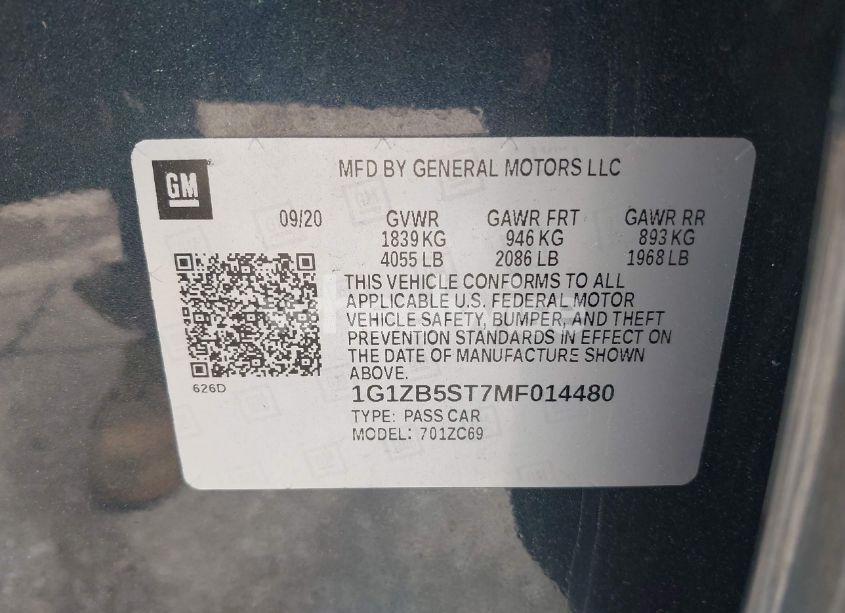 GM
MFD BY GENERAL MOTORS LLC
09/20 GVWR GAWR FRT GAWR RR
1839 KG 946 KG 893 KG
4055 LB 2086 LB 1968 LB
THIS VEHICLE CONFORMS TO ALL
APPLICABLE U.S. FEDERAL MOTOR
VEHICLE SAFETY, BUMPER, AND THEFT
PREVENTION STANDARDS IN EFFECT ON
THE DATE OF MANUFACTURE SHOWN
ABOVE.
626D
1G1ZB5ST7MF014480
TYPE: PASS CAR
MODEL: 701ZC69